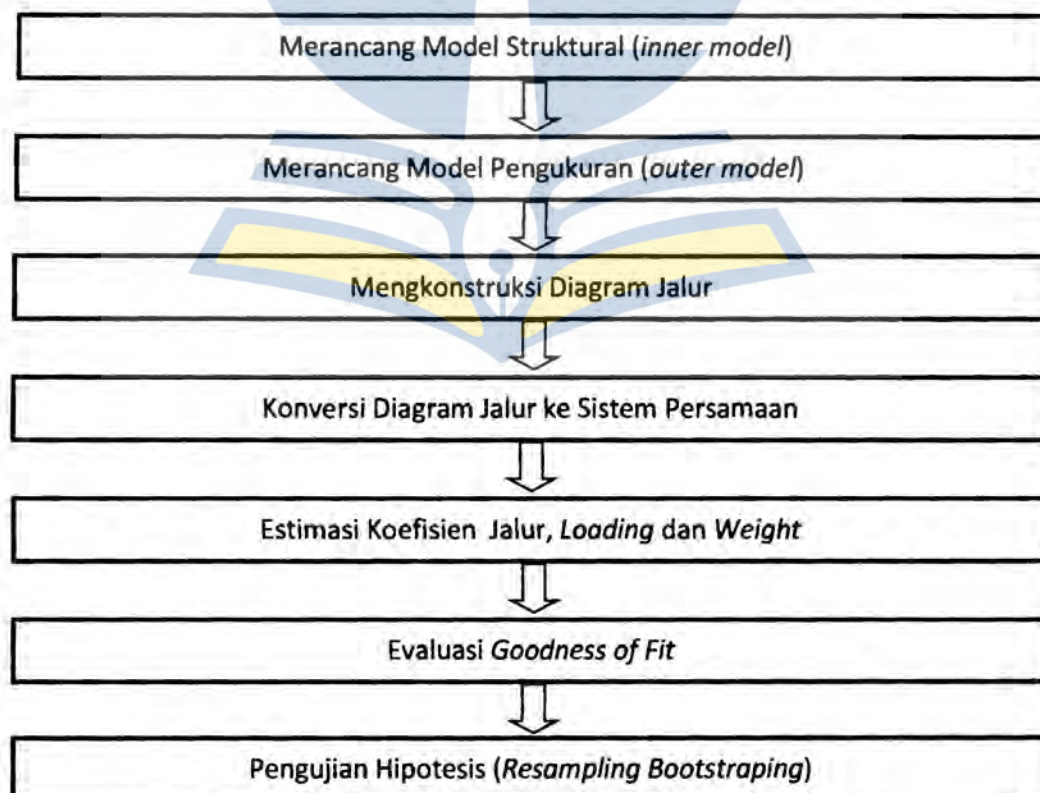 Merancang Model Struktural (inner model)
Merancang Model Pengukuran (outer model)
Mengkonstruksi Diagram Jalur
Konversi Diagram Jalur ke Sistem Persamaan
Estimasi Koefisien Jalur, Loading dan Weight
Evaluasi Goodness of Fit
Pengujian Hipotesis (Resampling Bootstraping)